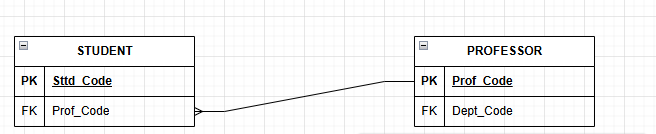 STUDENT
PK Sttd_Code
FK Prof_Code
PROFESSOR
PK Prof_Code
FK Dept_Code